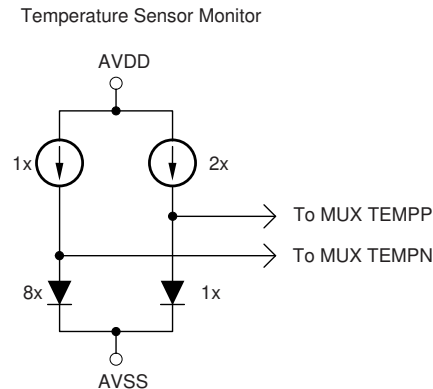 Temperature Sensor Monitor
AVDD
1x
2x
To MUX TEMPP
To MUX TEMPN
8x
1x
AVSS